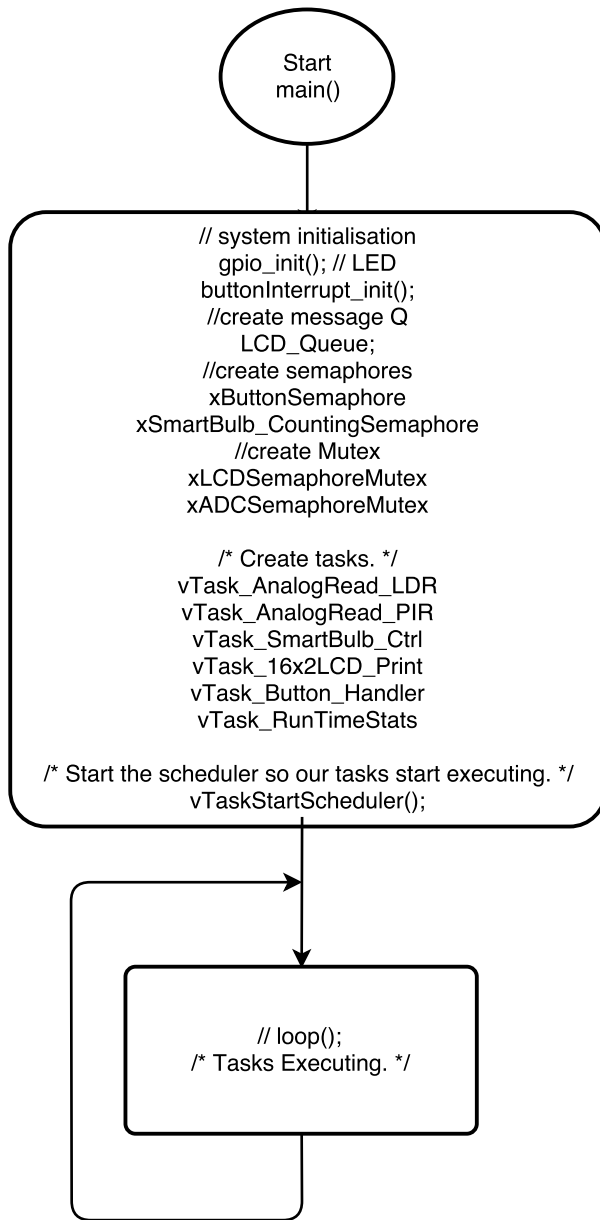 Start
main()
// system initialisation
gpio_init(); // LED
buttonInterrupt_init();
//create message Q
LCD_Queue;
//create semaphores
xButtonSemaphore
xSmartBulb_CountingSemaphore
//create Mutex
xLCDSemaphoreMutex
xADCSemaphoreMutex
/* Create tasks. */
vTask_AnalogRead_LDR
vTask_AnalogRead_PIR
vTask_SmartBulb_Ctrl
vTask_16x2LCD_Print
vTask_Button_Handler
vTask_RunTimeStats
/* Start the scheduler so our tasks start executing. */
vTaskStartScheduler();
// loop();
/* Tasks Executing. */